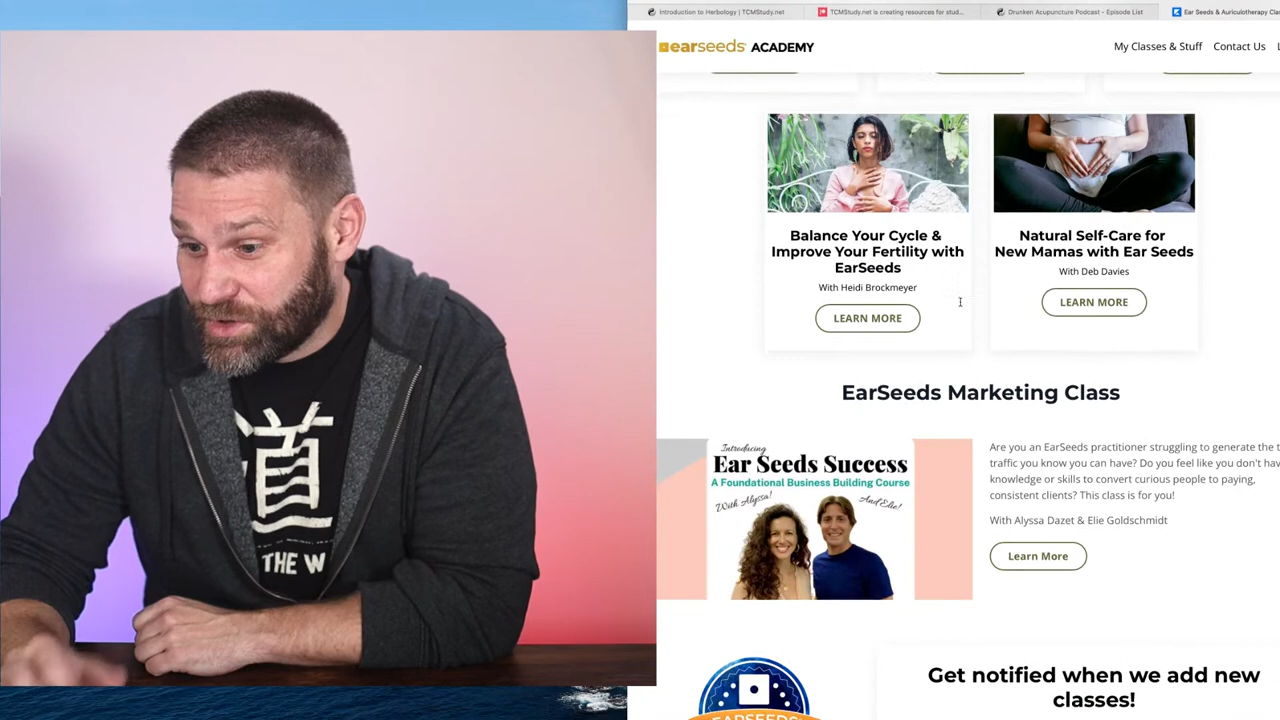 Introduction to Herbology | TCMStudy.net
TCMStudy.net is creating resources for stud...
Drunken Acupuncture Podcast - Episode List
Ear Seeds & Auriculotherapy Cla
earseeds ACADEMY
My Classes & Stuff
Contact Us
Balance Your Cycle &
Improve Your Fertility with
EarSeeds
With Heidi Brockmeyer
LEARN MORE
Natural Self-Care for
New Mamas with Ear Seeds
With Deb Davies
LEARN MORE
EarSeeds Marketing Class
Introducing
Ear Seeds Success
A Foundational Business Building Course
With Alyssa!
And Elie!
Are you an EarSeeds practitioner struggling to generate the t
traffic you know you can have? Do you feel like you don't hav
knowledge or skills to convert curious people to paying,
consistent clients? This class is for you!
With Alyssa Dazet & Elie Goldschmidt
Learn More
道
THE W
EARSEEDS
Get notified when we add new
classes!